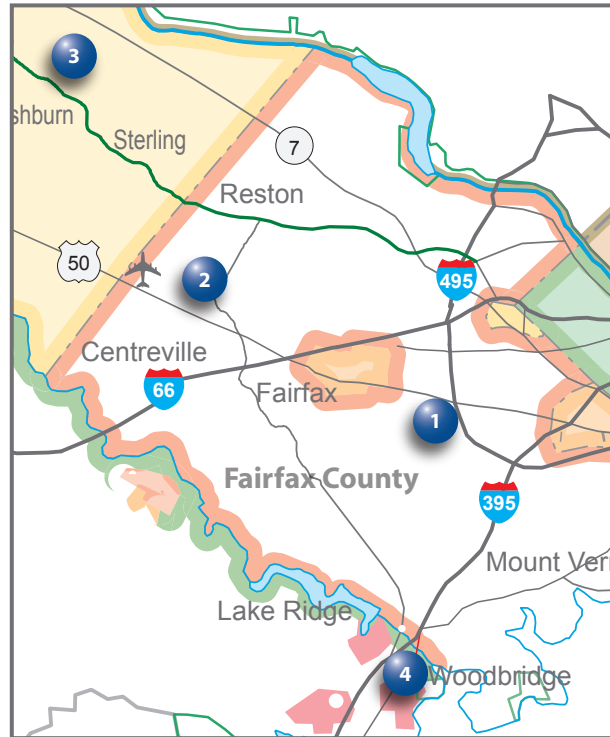 3
shburn
Sterling
7
Reston
50
2
495
Centreville
66
Fairfax
1
Fairfax County
395
Mount Ver
Lake Ridge
4
Woodbridge